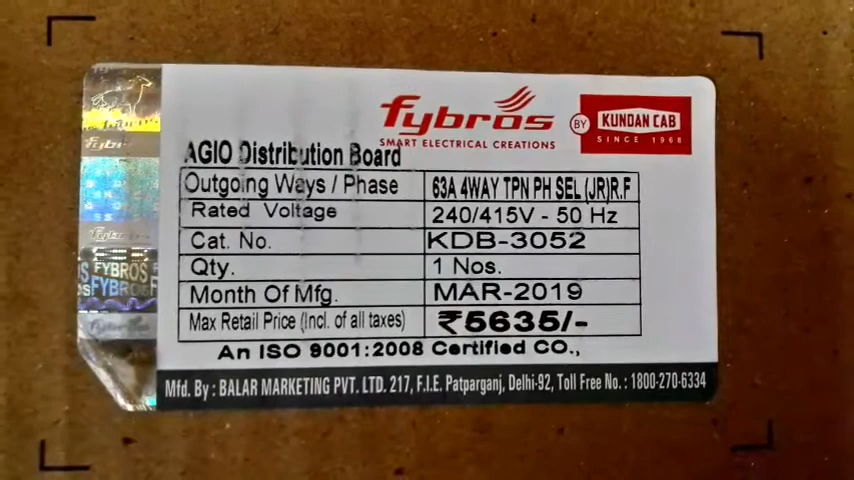 fybros
SMART ELECTRICAL CREATIONS
BY
KUNDAN CAB
SINCE 1968
AGIO Distribution Board
Outgoing Ways / Phase 63A 4WAY TPN PH SEL (JR)R.F
Rated Voltage 240/415V - 50 Hz
Cat. No. KDB-3052
Qty. 1 Nos.
Month Of Mfg. MAR-2019
Max Retail Price (Incl. of all taxes) ₹5635/-
An ISO 9001:2008 Certified CO.,
Mfd. By : BALAR MARKETING PVT. LTD. 217, F.I.E. Patparganj, Delhi-92, Toll Free No. : 1800-270-6334
FYBROS
FYBROS